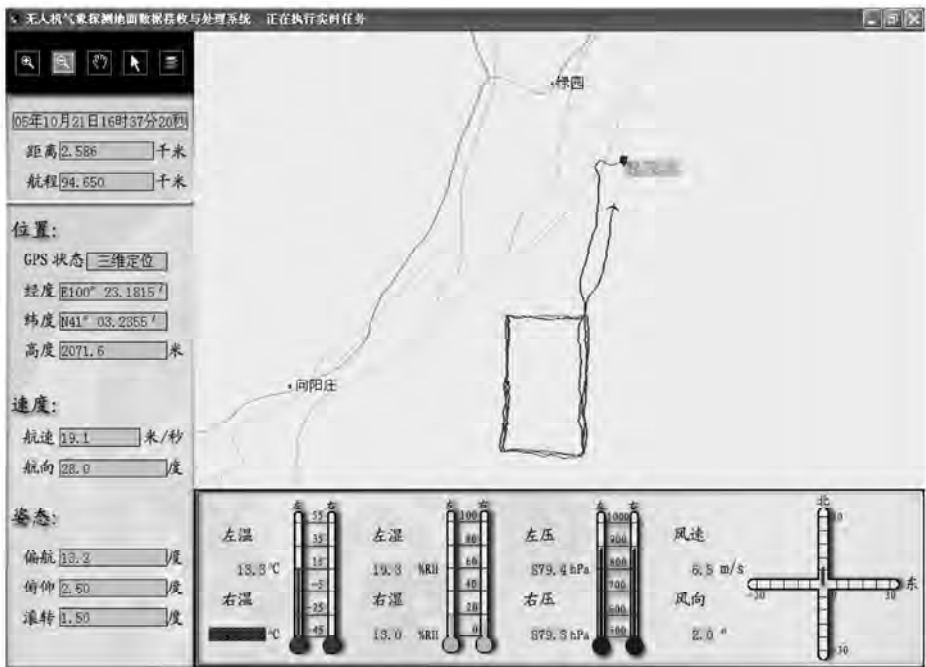 无人机气象探测地面数据接收与处理系统 正在执行实时任务
05年10月21日16时37分20秒
距离 2.586 千米
航程 94.650 千米
位置:
GPS 状态 三维定位
经度 E100° 23.1815′
纬度 N41° 03.2355′
高度 2071.6 米
速度:
航速 19.1 米/秒
航向 28.0 度
姿态:
偏航 13.2 度
俯仰 2.60 度
滚转 1.50 度
绿园
向阳庄
左温
13.3℃
右温
℃
左 右
55
35
15
-5
-25
-45
左湿
19.3 %RH
右湿
13.0 %RH
左 右
100
80
60
40
20
0
左压
879.4 hPa
右压
879.3 hPa
左 右
1000
900
800
700
600
风速
6.5 m/s
风向
2.0 °
北
东
-30
0
30
-30